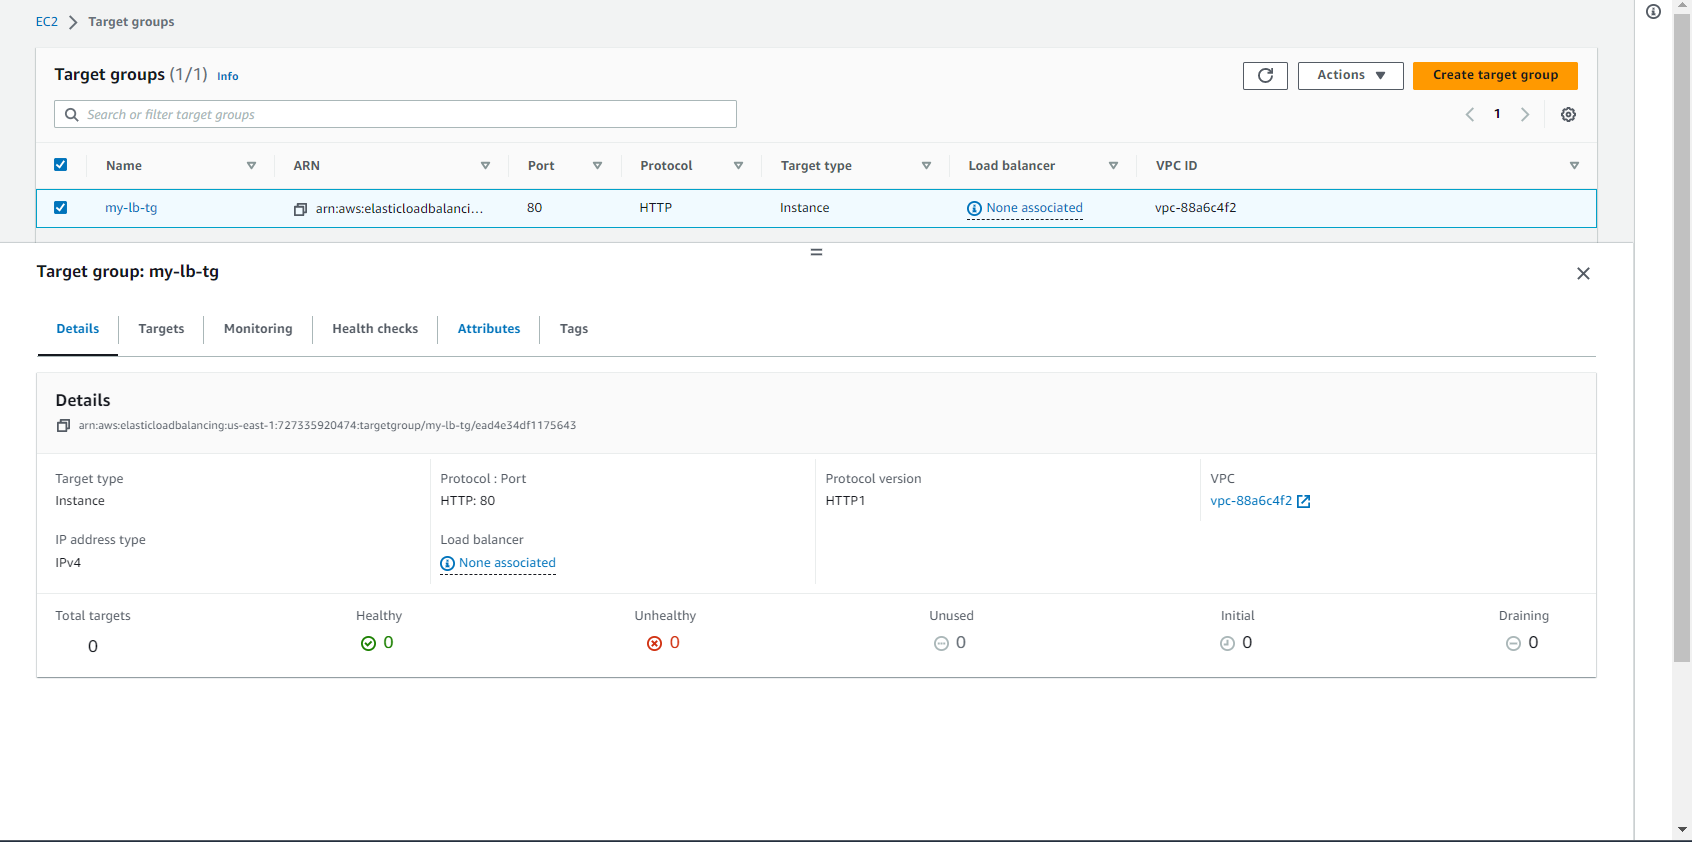 EC2 Target groups
Target groups (1/1) Info
Actions
Create target group
Search or filter target groups
1
Name ARN Port Protocol Target type Load balancer VPC ID
my-lb-tg arn:aws:elasticloadbalanci... 80 HTTP Instance None associated vpc-88a6c4f2
Target group: my-lb-tg
Details Targets Monitoring Health checks Attributes Tags
Details
arn:aws:elasticloadbalancing:us-east-1:727335920474:targetgroup/my-lb-tg/ead4e34df1175643
Target type Protocol : Port Protocol version VPC
Instance HTTP: 80 HTTP1 vpc-88a6c4f2
IP address type Load balancer
IPv4 None associated
Total targets Healthy Unhealthy Unused Initial Draining
0 0 0 0 0 0